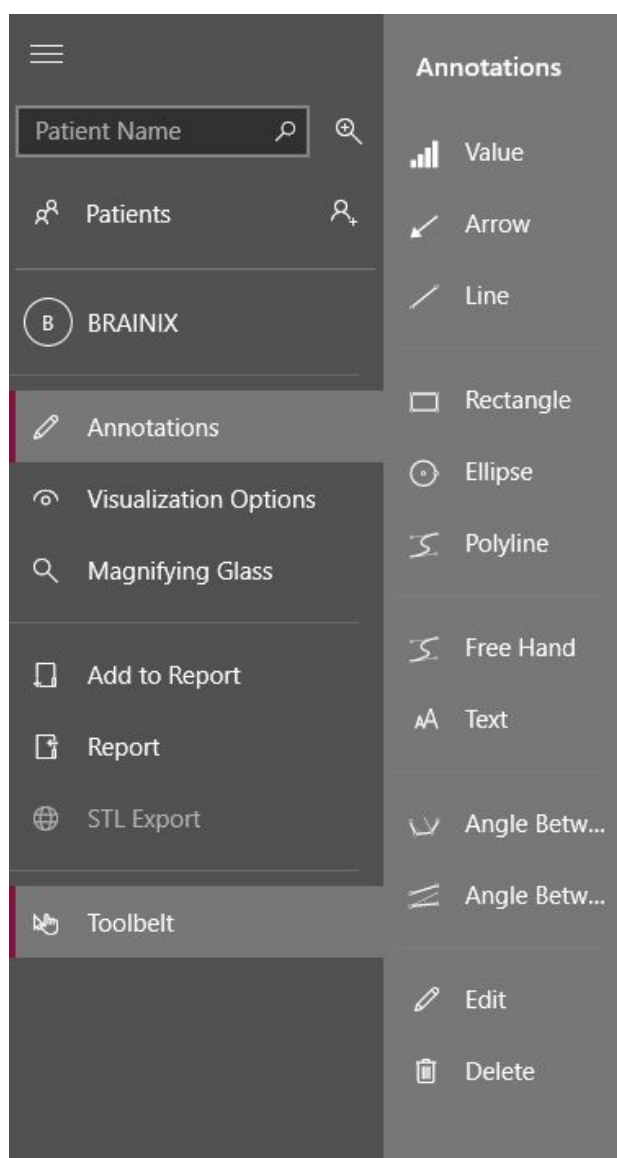 Patient Name
Patients
B BRAINIX
Annotations
Visualization Options
Magnifying Glass
Add to Report
Report
STL Export
Toolbelt
Annotations
Value
Arrow
Line
Rectangle
Ellipse
Polyline
Free Hand
AA Text
Angle Betw...
Angle Betw...
Edit
Delete